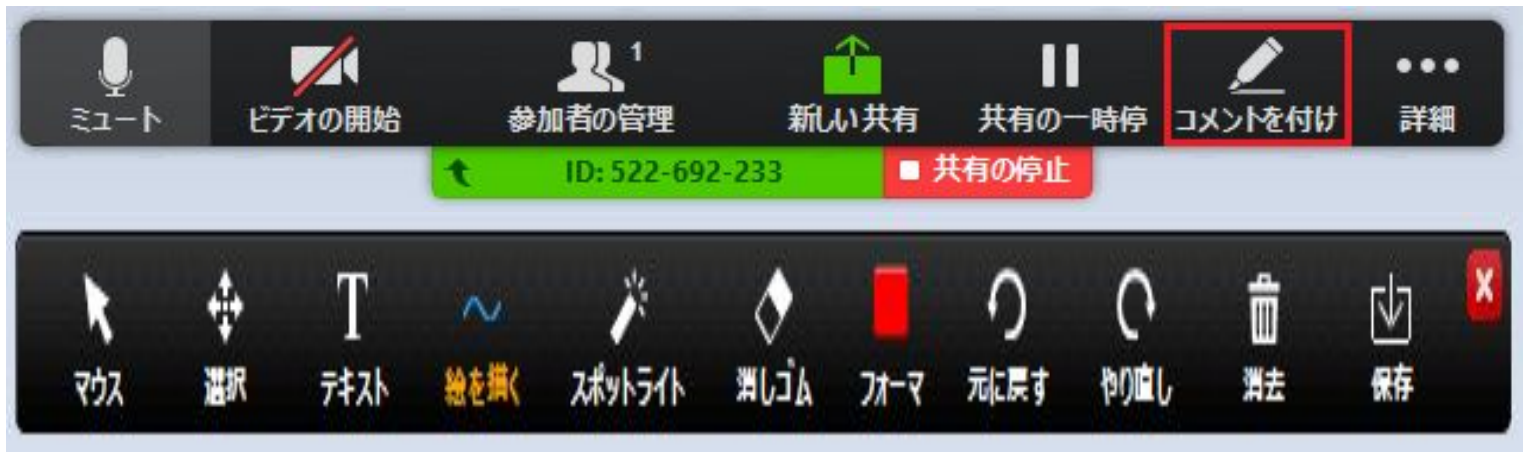 1
ミュート ビデオの開始 参加者の管理 新しい共有 共有の一時停 コメントを付け 詳細
ID: 522-692-233 共有の停止
マウス 選択 テキスト 絵を描く スポットライト 消しゴム フォーマ 元に戻す やり直し 消去 保存